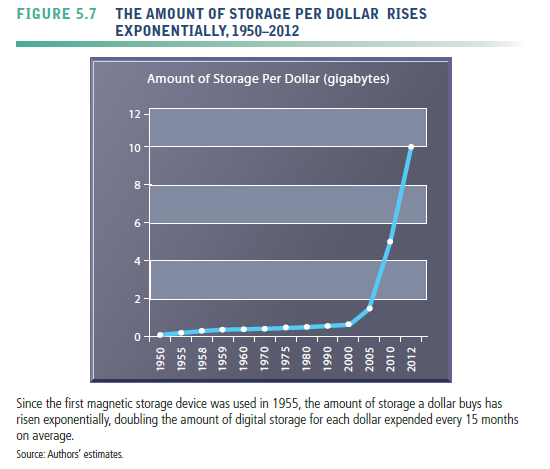 FIGURE 5.7 THE AMOUNT OF STORAGE PER DOLLAR RISES
EXPONENTIALLY, 1950–2012
Amount of Storage Per Dollar (gigabytes)
12
10
8
6
4
2
0
1950
1955
1958
1959
1960
1970
1975
1980
1990
2000
2005
2010
2012
Since the first magnetic storage device was used in 1955, the amount of storage a dollar buys has
risen exponentially, doubling the amount of digital storage for each dollar expended every 15 months
on average.
Source: Authors’ estimates.